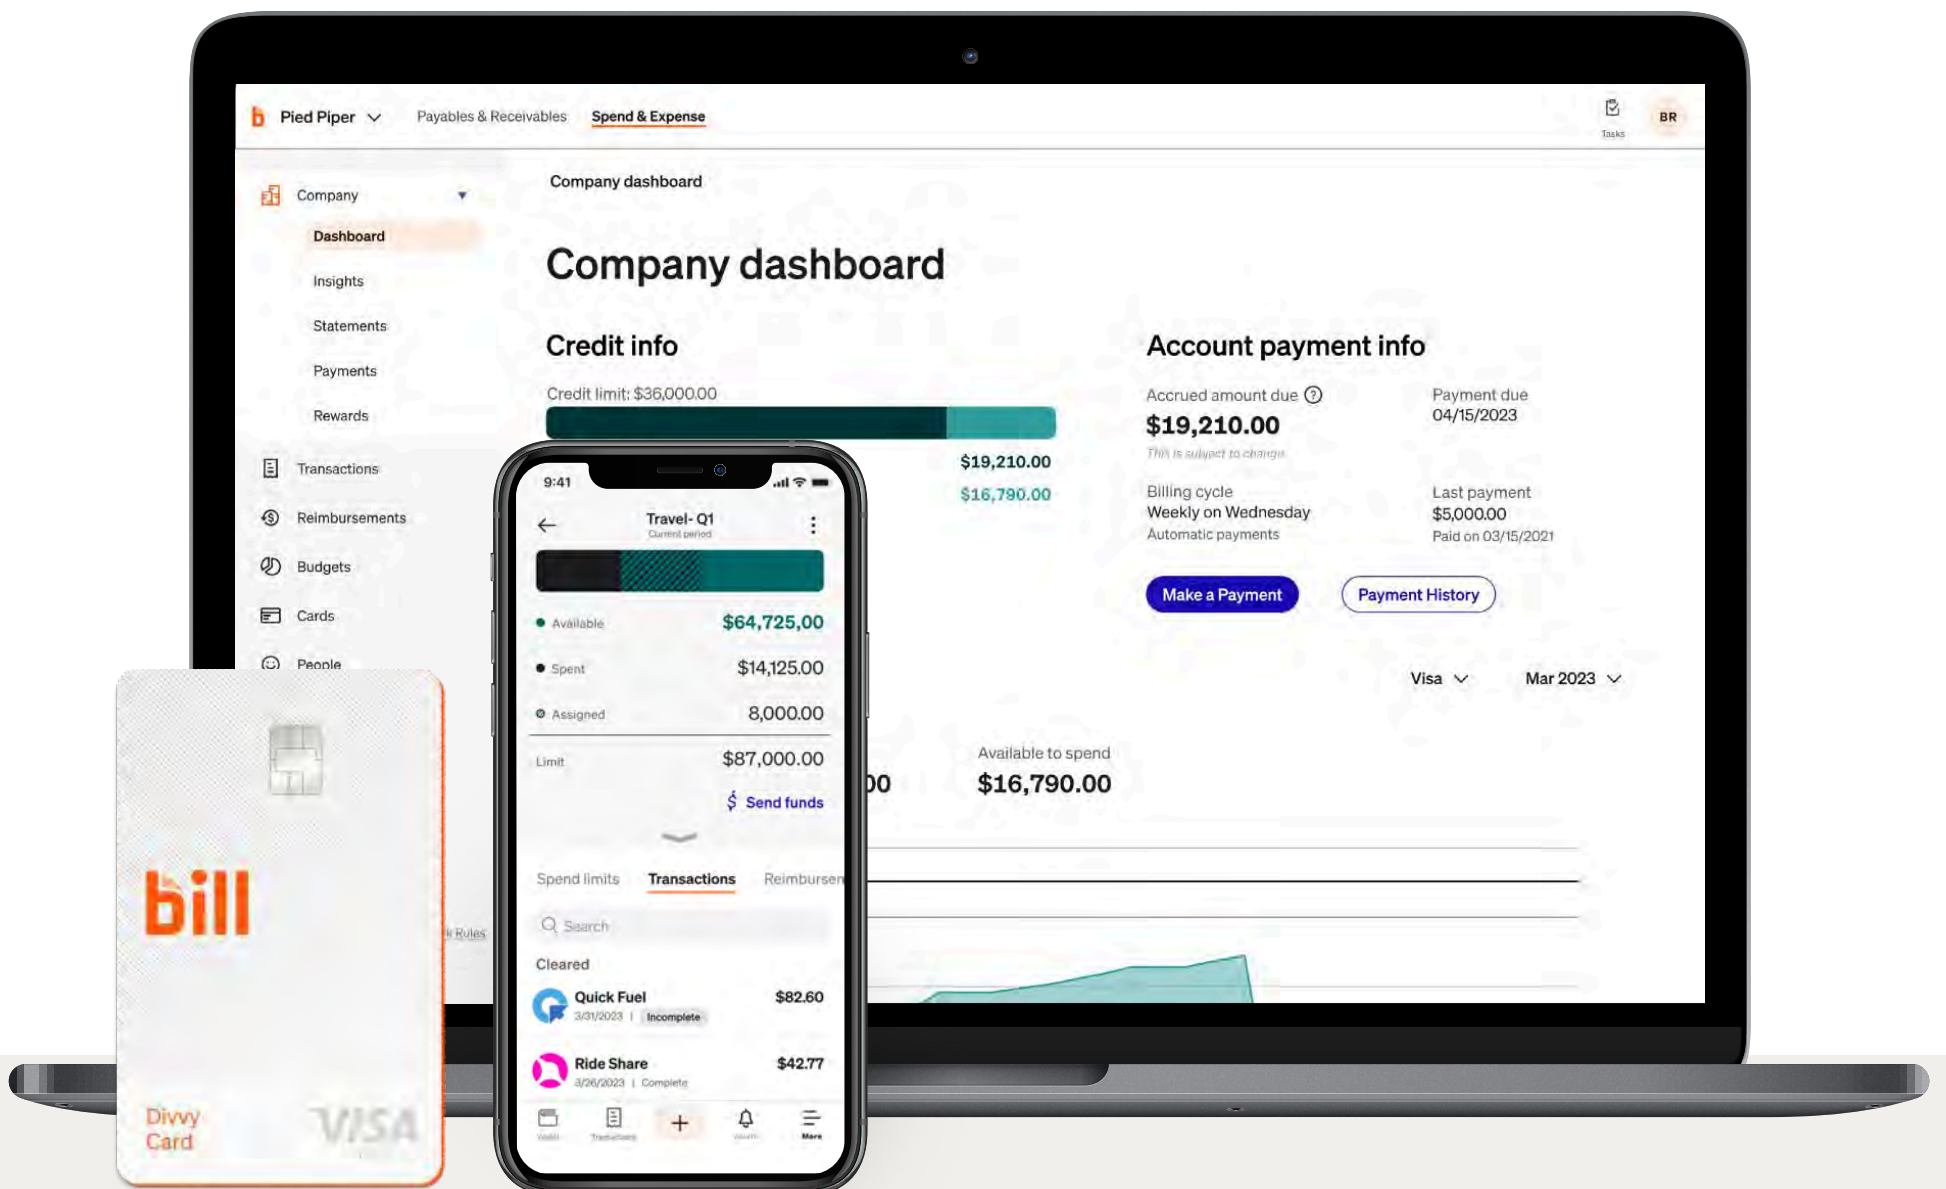 b Pied Piper Payables & Receivables Spend & Expense Tasks BR
Company
Dashboard
Insights
Statements
Payments
Rewards
Transactions
Reimbursements
Budgets
Cards
People
Rules
Company dashboard
Company dashboard
Credit info
Credit limit: $36,000.00
$19,210.00
$16,790.00
Account payment info
Accrued amount due ?
$19,210.00
This is subject to change
Payment due
04/15/2023
Billing cycle
Weekly on Wednesday
Automatic payments
Last payment
$5,000.00
Paid on 03/15/2021
Make a Payment Payment History
Visa Mar 2023
Available to spend
00 $16,790.00
9:41
Travel- Q1
Current period
Available $64,725,00
Spent $14,125.00
Assigned 8,000.00
Limit $87,000.00
$ Send funds
Spend limits Transactions Reimbursen
Search
Cleared
Quick Fuel $82.60
3/31/2023 | Incomplete
Ride Share $42.77
3/26/2023 | Complete
Transactions + More
bill
Divvy
Card
VISA